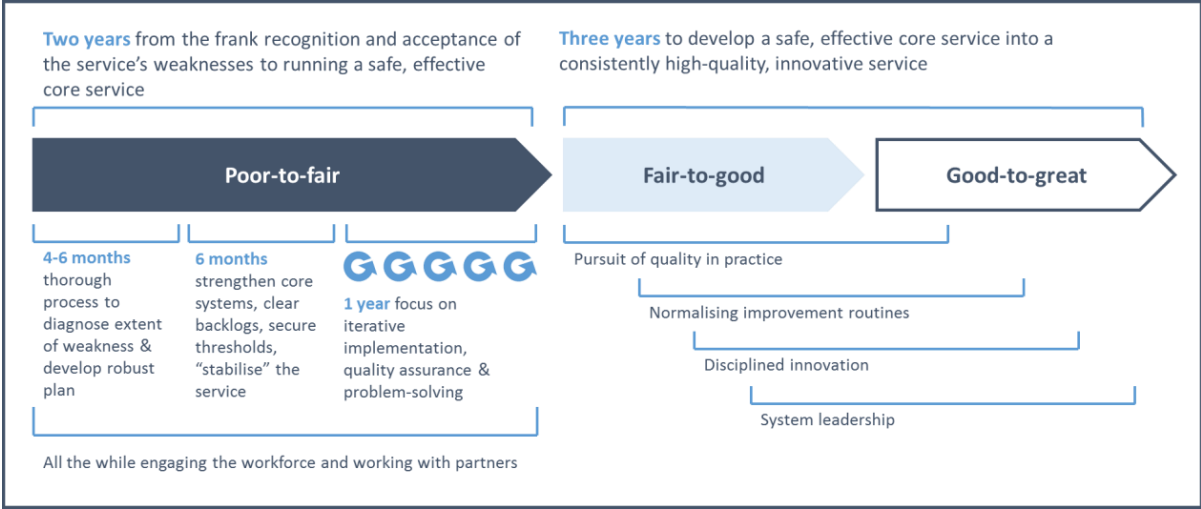 Two years from the frank recognition and acceptance of
the service's weaknesses to running a safe, effective
core service
Three years to develop a safe, effective core service into a
consistently high-quality, innovative service
Poor-to-fair
Fair-to-good
Good-to-great
4-6 months
thorough
process to
diagnose extent
of weakness &
develop robust
plan
6 months
strengthen core
systems, clear
backlogs, secure
thresholds,
“stabilise” the
service
1 year focus on
iterative
implementation,
quality assurance &
problem-solving
All the while engaging the workforce and working with partners
Pursuit of quality in practice
Normalising improvement routines
Disciplined innovation
System leadership